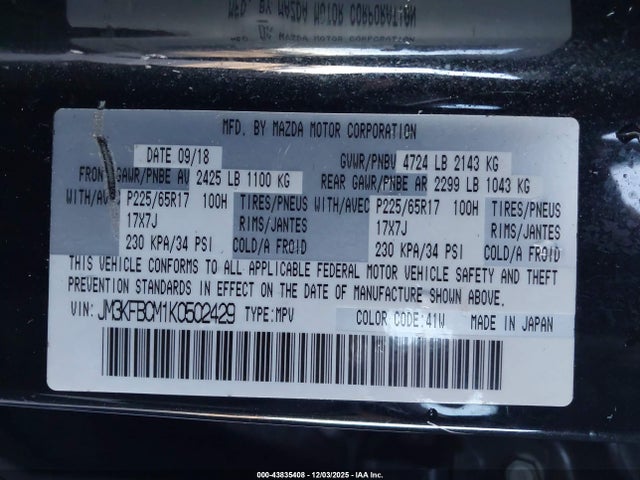 MFD. BY MAZDA MOTOR CORPORATION
MFD. BY MAZDA MOTOR CORPORATION
DATE 09/18 GVWR/PNBV 4724 LB 2143 KG
FRONT GAWR/PNBE AV 2425 LB 1100 KG REAR GAWR/PNBE AR 2299 LB 1043 KG
WITH/AVEC P225/65R17 100H TIRES/PNEUS WITH/AVEC P225/65R17 100H TIRES/PNEUS
17X7J RIMS/JANTES 17X7J RIMS/JANTES
230 KPA/34 PSI COLD/A FROID 230 KPA/34 PSI COLD/A FROID
THIS VEHICLE CONFORMS TO ALL APPLICABLE FEDERAL MOTOR VEHICLE SAFETY AND THEFT
PREVENTION STANDARDS IN EFFECT ON THE DATE OF MANUFACTURE SHOWN ABOVE.
VIN: JM3KFBCM1K0502429 TYPE:MPV COLOR CODE:41W MADE IN JAPAN
000-43835408 - 12/03/2025 - IAA Inc.